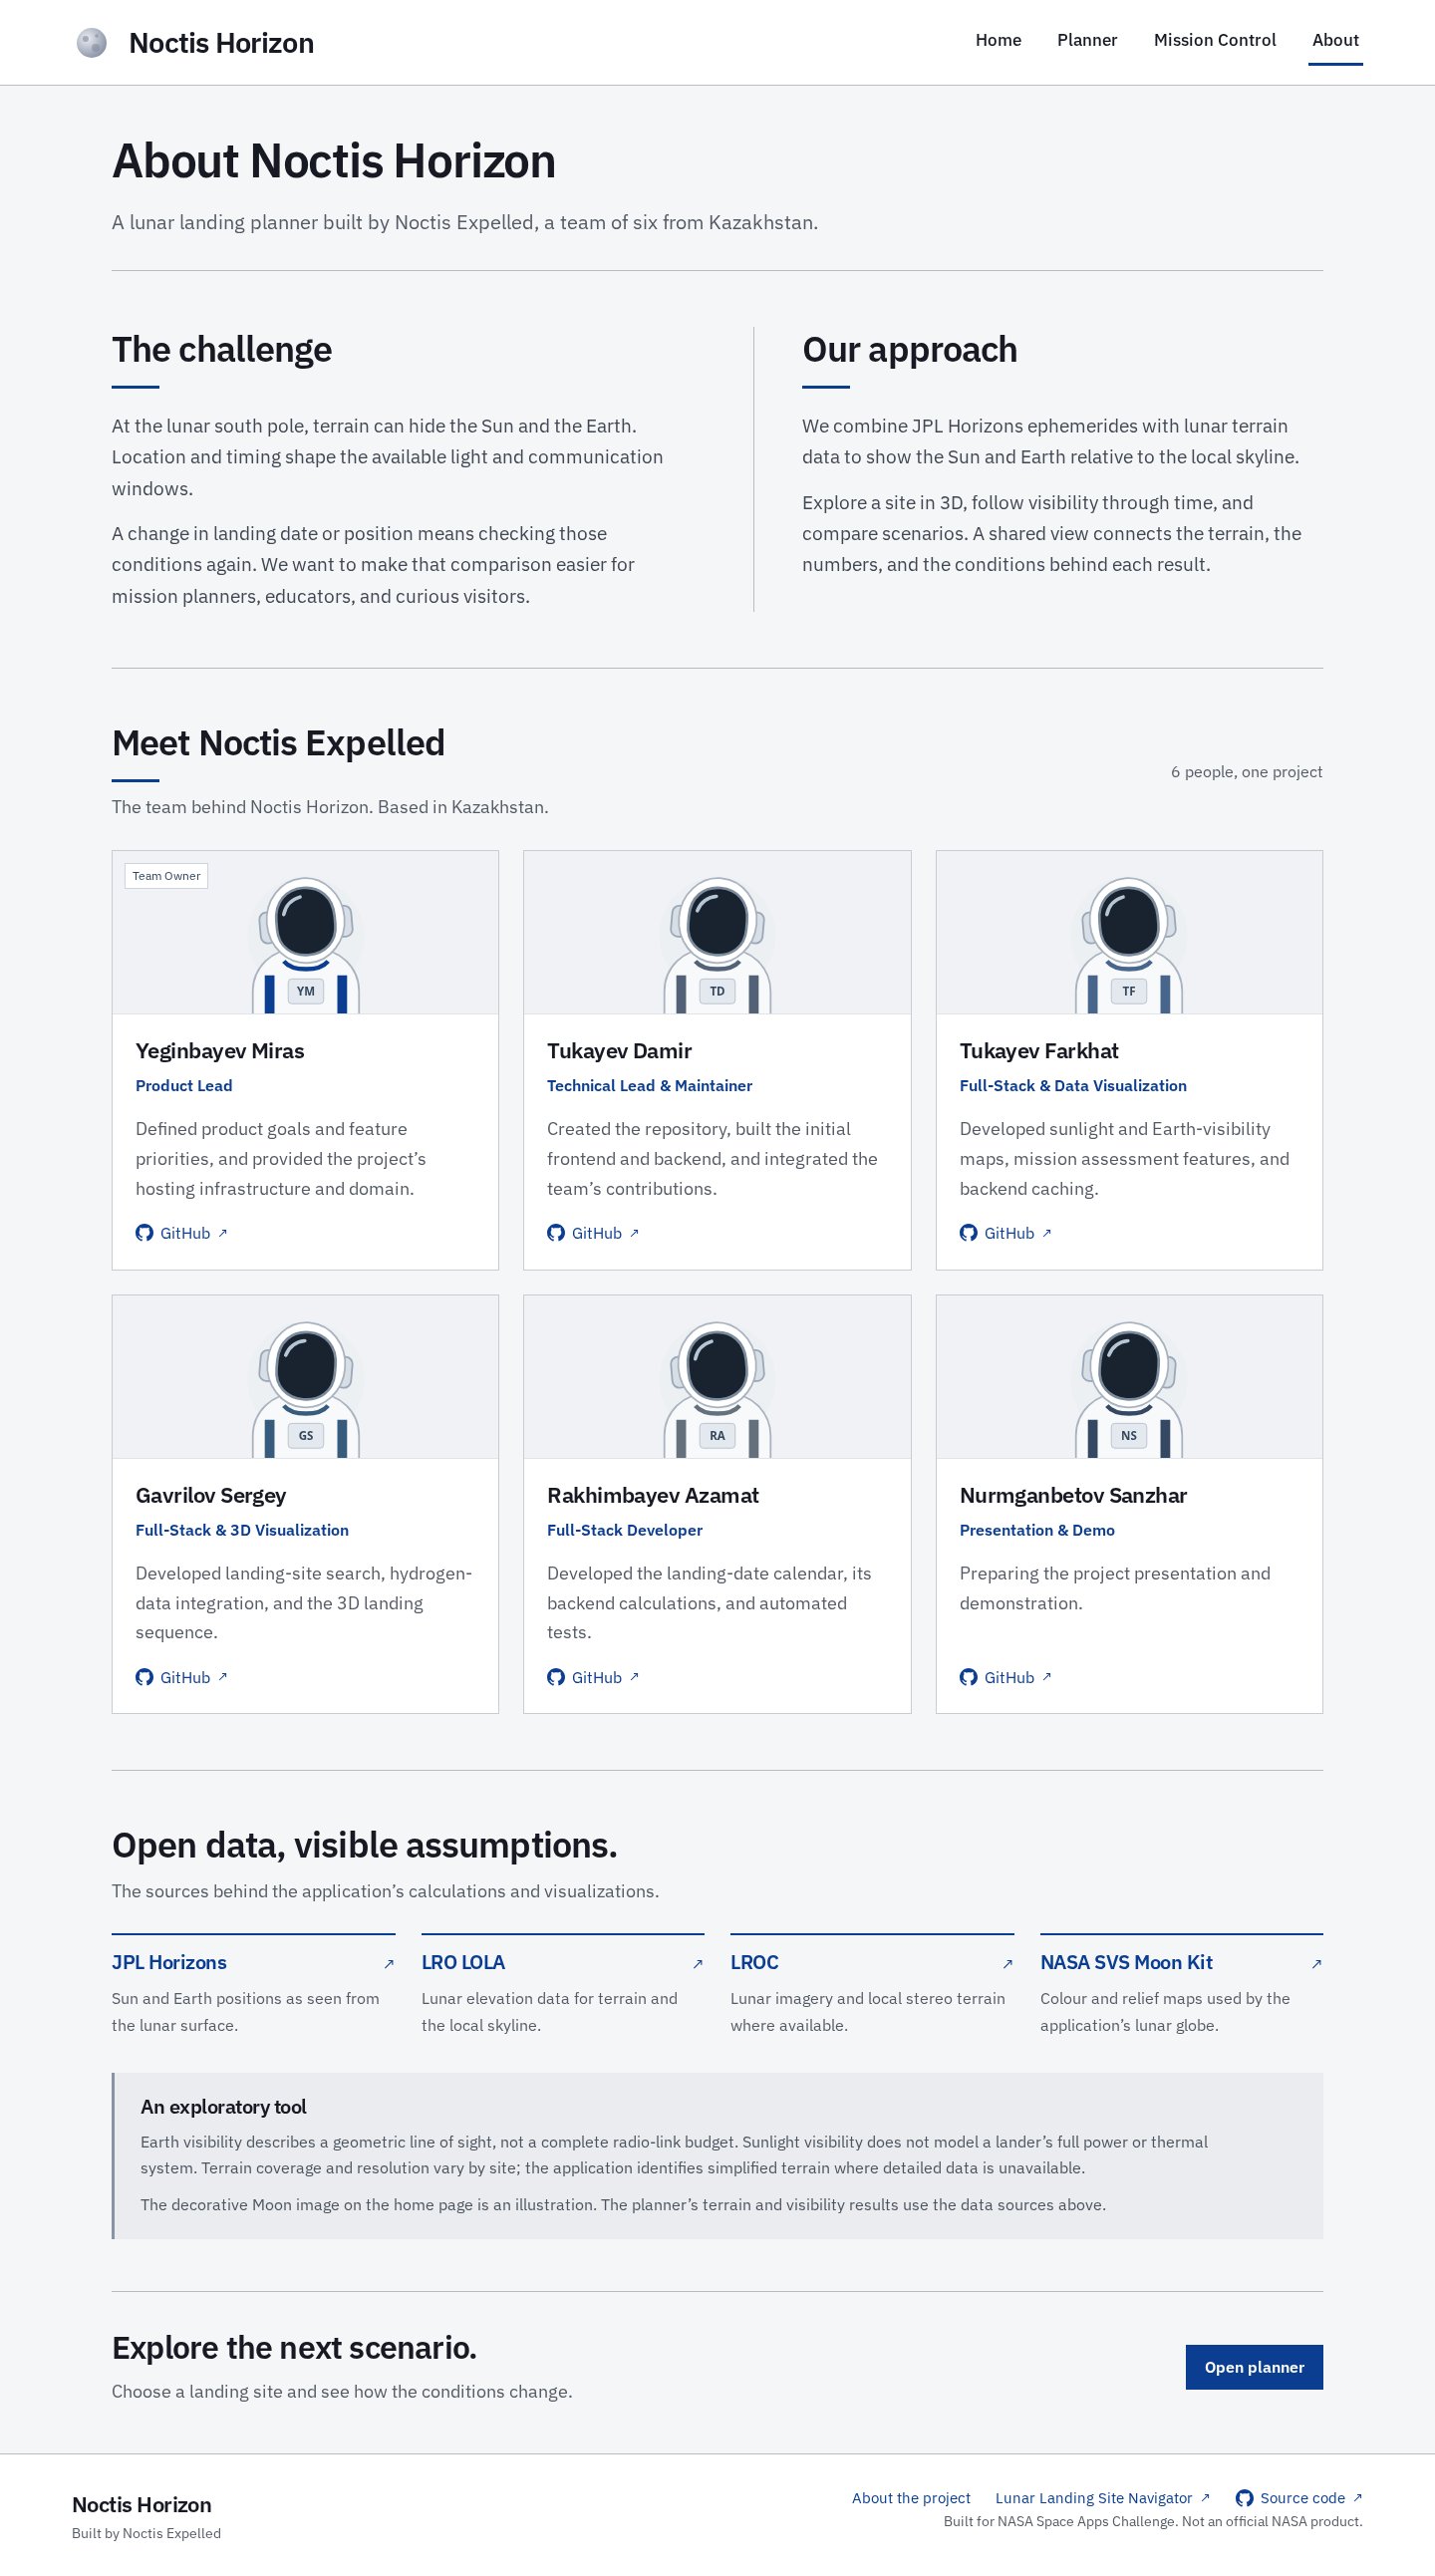 Noctis Horizon
Home
Planner
Mission Control
About
About Noctis Horizon
A lunar landing planner built by Noctis Expelled, a team of six from Kazakhstan.
The challenge
At the lunar south pole, terrain can hide the Sun and the Earth.
Location and timing shape the available light and communication
windows.
A change in landing date or position means checking those
conditions again. We want to make that comparison easier for
mission planners, educators, and curious visitors.
Our approach
We combine JPL Horizons ephemerides with lunar terrain
data to show the Sun and Earth relative to the local skyline.
Explore a site in 3D, follow visibility through time, and
compare scenarios. A shared view connects the terrain, the
numbers, and the conditions behind each result.
Meet Noctis Expelled
The team behind Noctis Horizon. Based in Kazakhstan.
6 people, one project
Team Owner
YM
Yeginbayev Miras
Product Lead
Defined product goals and feature
priorities, and provided the project’s
hosting infrastructure and domain.
GitHub ↗
TD
Tukayev Damir
Technical Lead & Maintainer
Created the repository, built the initial
frontend and backend, and integrated the
team’s contributions.
GitHub ↗
TF
Tukayev Farkhat
Full-Stack & Data Visualization
Developed sunlight and Earth-visibility
maps, mission assessment features, and
backend caching.
GitHub ↗
GS
Gavrilov Sergey
Full-Stack & 3D Visualization
Developed landing-site search, hydrogen-
data integration, and the 3D landing
sequence.
GitHub ↗
RA
Rakhimbayev Azamat
Full-Stack Developer
Developed the landing-date calendar, its
backend calculations, and automated
tests.
GitHub ↗
NS
Nurmganbetov Sanzhar
Presentation & Demo
Preparing the project presentation and
demonstration.
GitHub ↗
Open data, visible assumptions.
The sources behind the application’s calculations and visualizations.
JPL Horizons ↗
Sun and Earth positions as seen from
the lunar surface.
LRO LOLA ↗
Lunar elevation data for terrain and
the local skyline.
LROC ↗
Lunar imagery and local stereo terrain
where available.
NASA SVS Moon Kit ↗
Colour and relief maps used by the
application’s lunar globe.
An exploratory tool
Earth visibility describes a geometric line of sight, not a complete radio-link budget. Sunlight visibility does not model a lander’s full power or thermal
system. Terrain coverage and resolution vary by site; the application identifies simplified terrain where detailed data is unavailable.
The decorative Moon image on the home page is an illustration. The planner’s terrain and visibility results use the data sources above.
Explore the next scenario.
Choose a landing site and see how the conditions change.
Open planner
Noctis Horizon
Built by Noctis Expelled
About the project
Lunar Landing Site Navigator ↗
Source code ↗
Built for NASA Space Apps Challenge. Not an official NASA product.